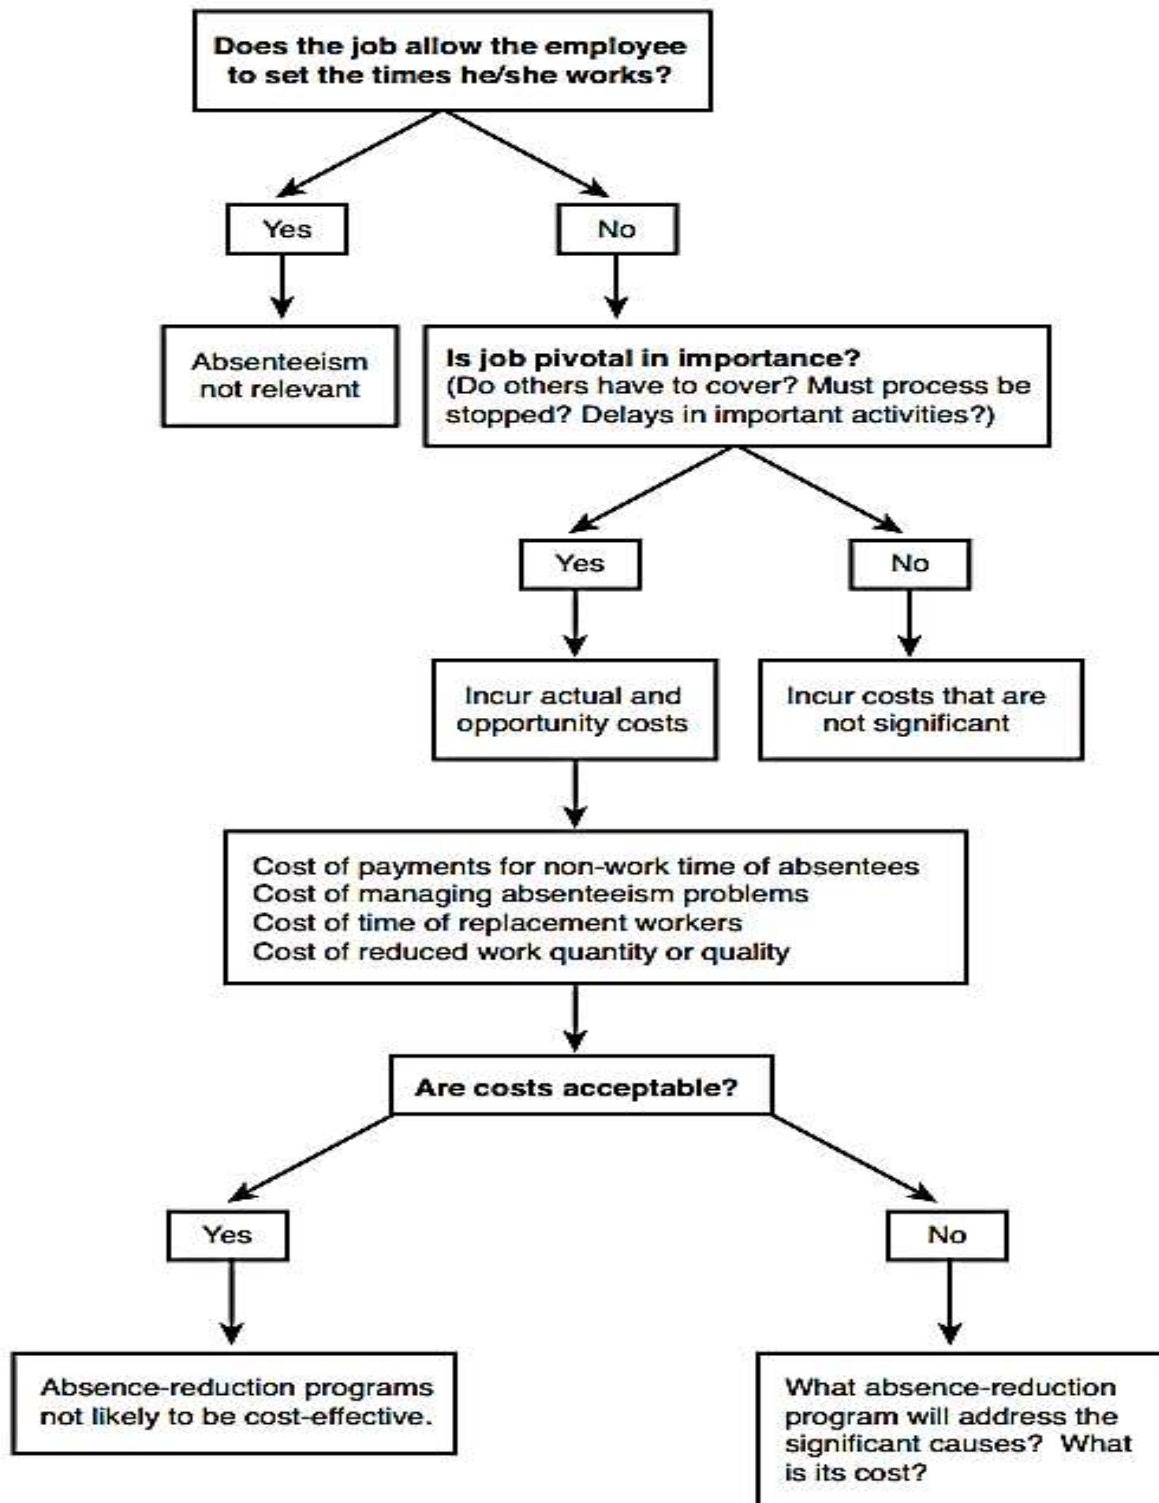 Does the job allow the employee
to set the times he/she works?
Yes
No
Absenteeism
not relevant
Is job pivotal in importance?
(Do others have to cover? Must process be
stopped? Delays in important activities?)
Yes
No
Incur actual and
opportunity costs
Incur costs that are
not significant
Cost of payments for non-work time of absentees
Cost of managing absenteeism problems
Cost of time of replacement workers
Cost of reduced work quantity or quality
Are costs acceptable?
Yes
No
Absence-reduction programs
not likely to be cost-effective.
What absence-reduction
program will address the
significant causes? What
is its cost?